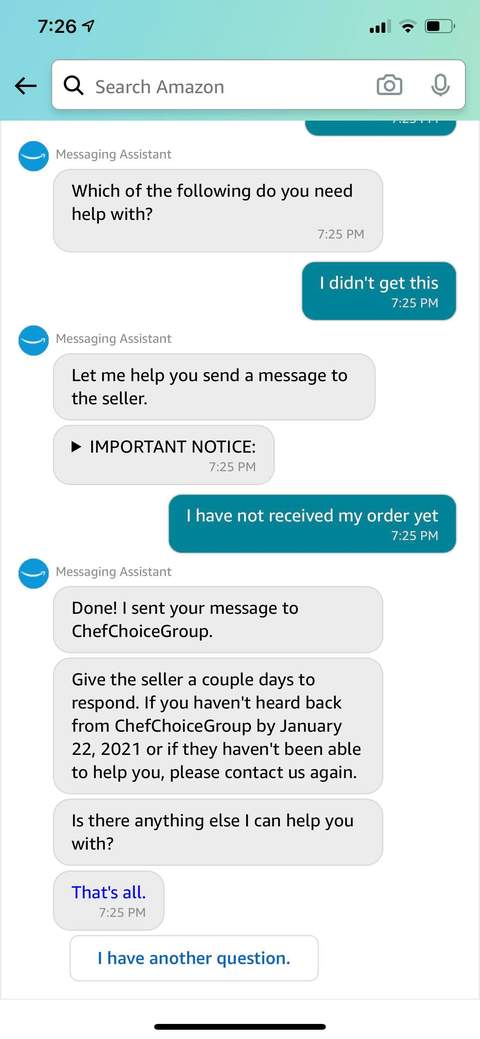 7:26
Search Amazon
7:25 PM
Messaging Assistant
Which of the following do you need
help with?
7:25 PM
I didn't get this
7:25 PM
Messaging Assistant
Let me help you send a message to
the seller.
▶ IMPORTANT NOTICE:
7:25 PM
I have not received my order yet
7:25 PM
Messaging Assistant
Done! I sent your message to
ChefChoiceGroup.
Give the seller a couple days to
respond. If you haven't heard back
from ChefChoiceGroup by January
22, 2021 or if they haven't been able
to help you, please contact us again.
Is there anything else I can help you
with?
That's all.
7:25 PM
I have another question.